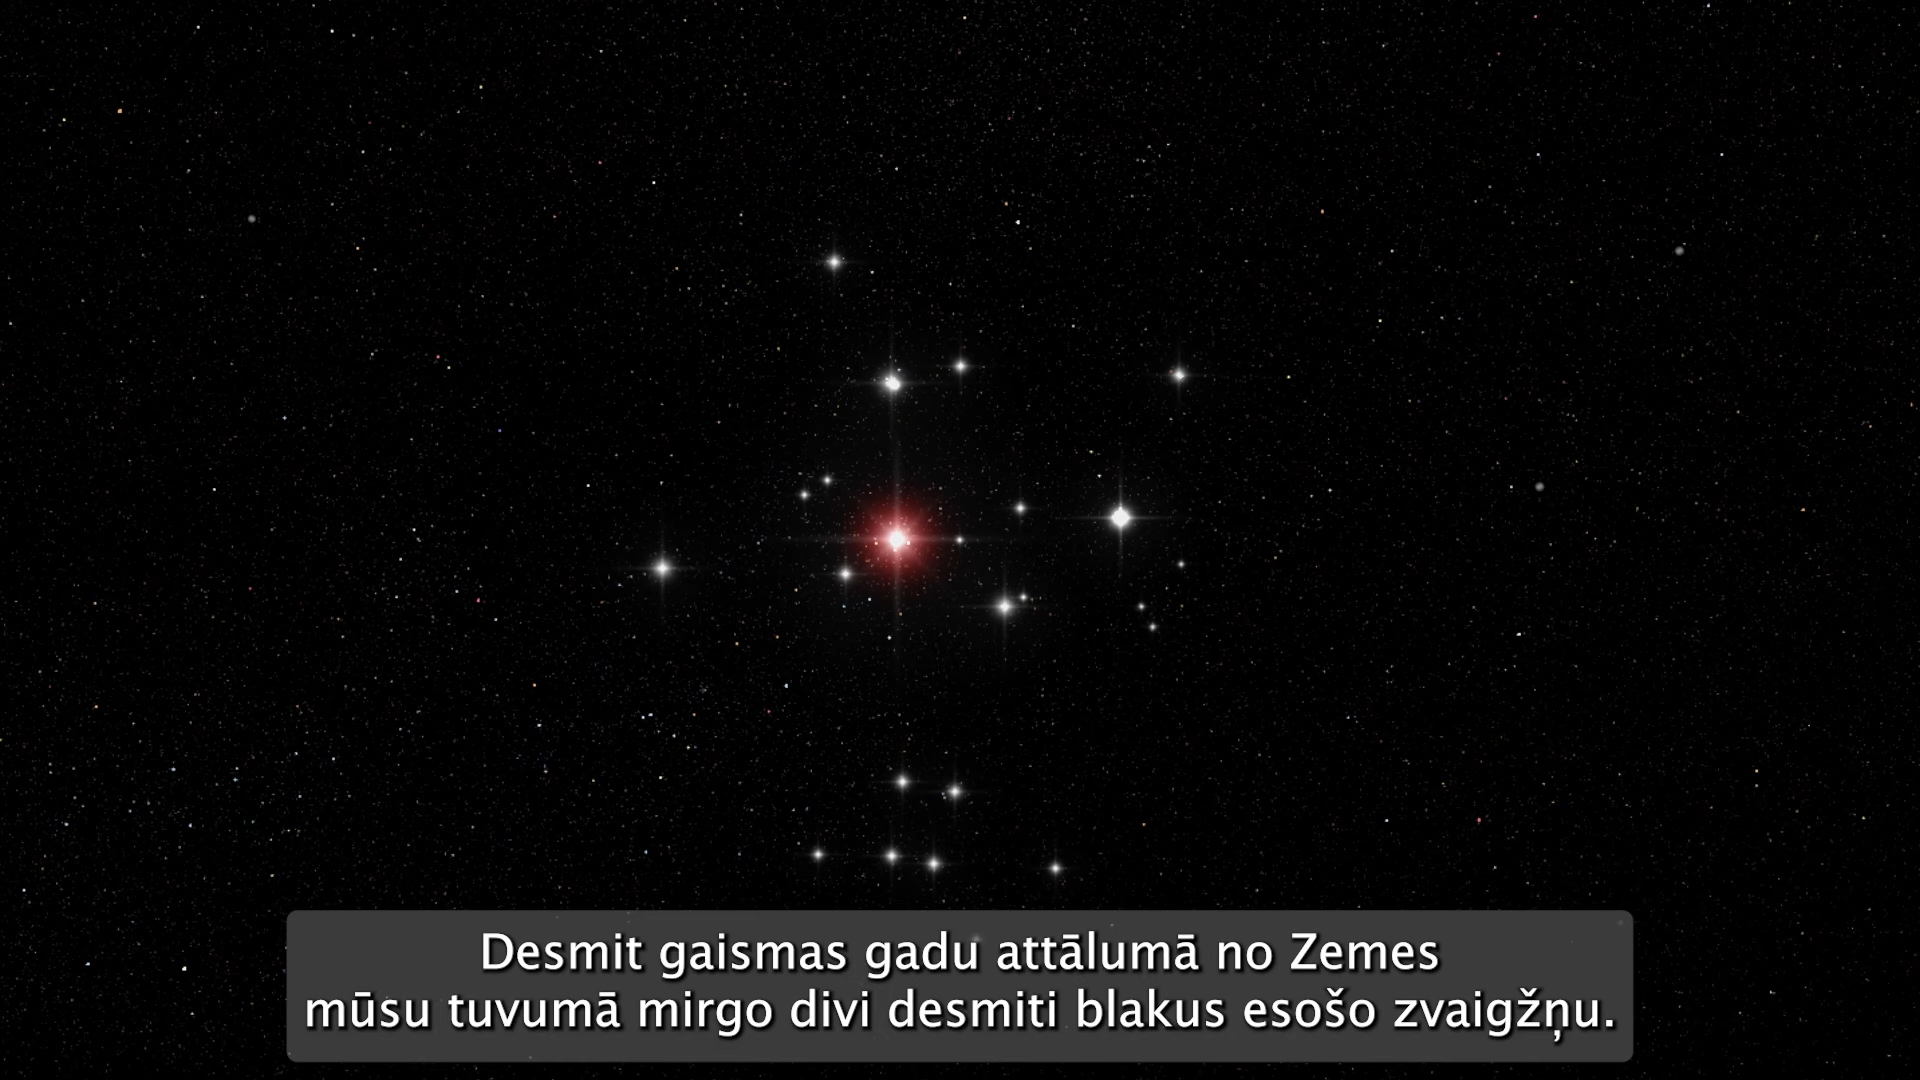 Desmit gaismas gadu attālumā no Zemes
mūsu tuvumā mirgo divi desmiti blakus esošo zvaigžņu.